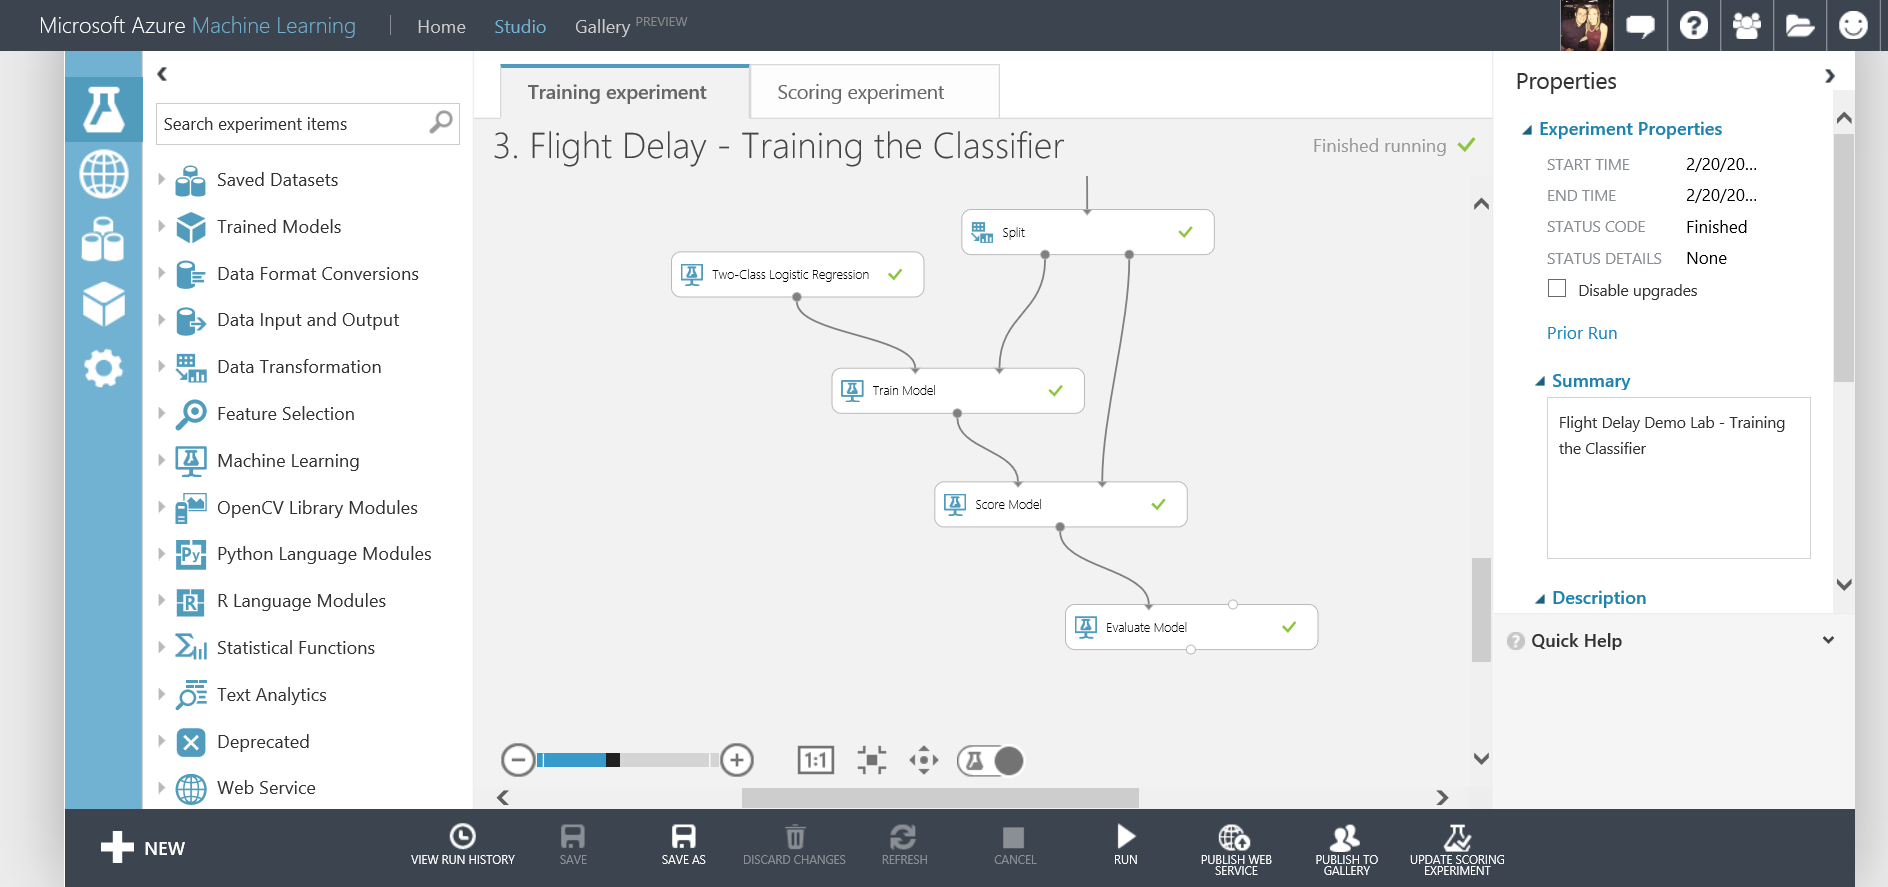 Microsoft Azure Machine Learning | Home Studio Gallery PREVIEW
Search experiment items
Saved Datasets
Trained Models
Data Format Conversions
Data Input and Output
Data Transformation
Feature Selection
Machine Learning
OpenCV Library Modules
Python Language Modules
R Language Modules
Statistical Functions
Text Analytics
Deprecated
Web Service
Training experiment
Scoring experiment
3. Flight Delay - Training the Classifier
Finished running
Split
Two-Class Logistic Regression
Train Model
Score Model
Evaluate Model
1:1
Properties
Experiment Properties
START TIME 2/20/20...
END TIME 2/20/20...
STATUS CODE Finished
STATUS DETAILS None
Disable upgrades
Prior Run
Summary
Flight Delay Demo Lab - Training
the Classifier
Description
Quick Help
NEW
VIEW RUN HISTORY
SAVE
SAVE AS
DISCARD CHANGES
REFRESH
CANCEL
RUN
PUBLISH WEB
SERVICE
PUBLISH TO
GALLERY
UPDATE SCORING
EXPERIMENT